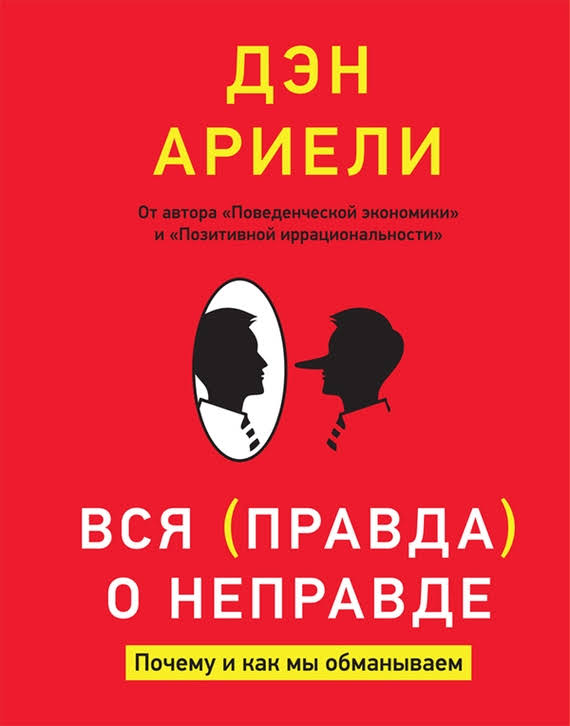 ДЭН
АРИЕЛИ
От автора «Поведенческой экономики»
и «Позитивной иррациональности»
ВСЯ (ПРАВДА)
О НЕПРАВДЕ
Почему и как мы обманываем